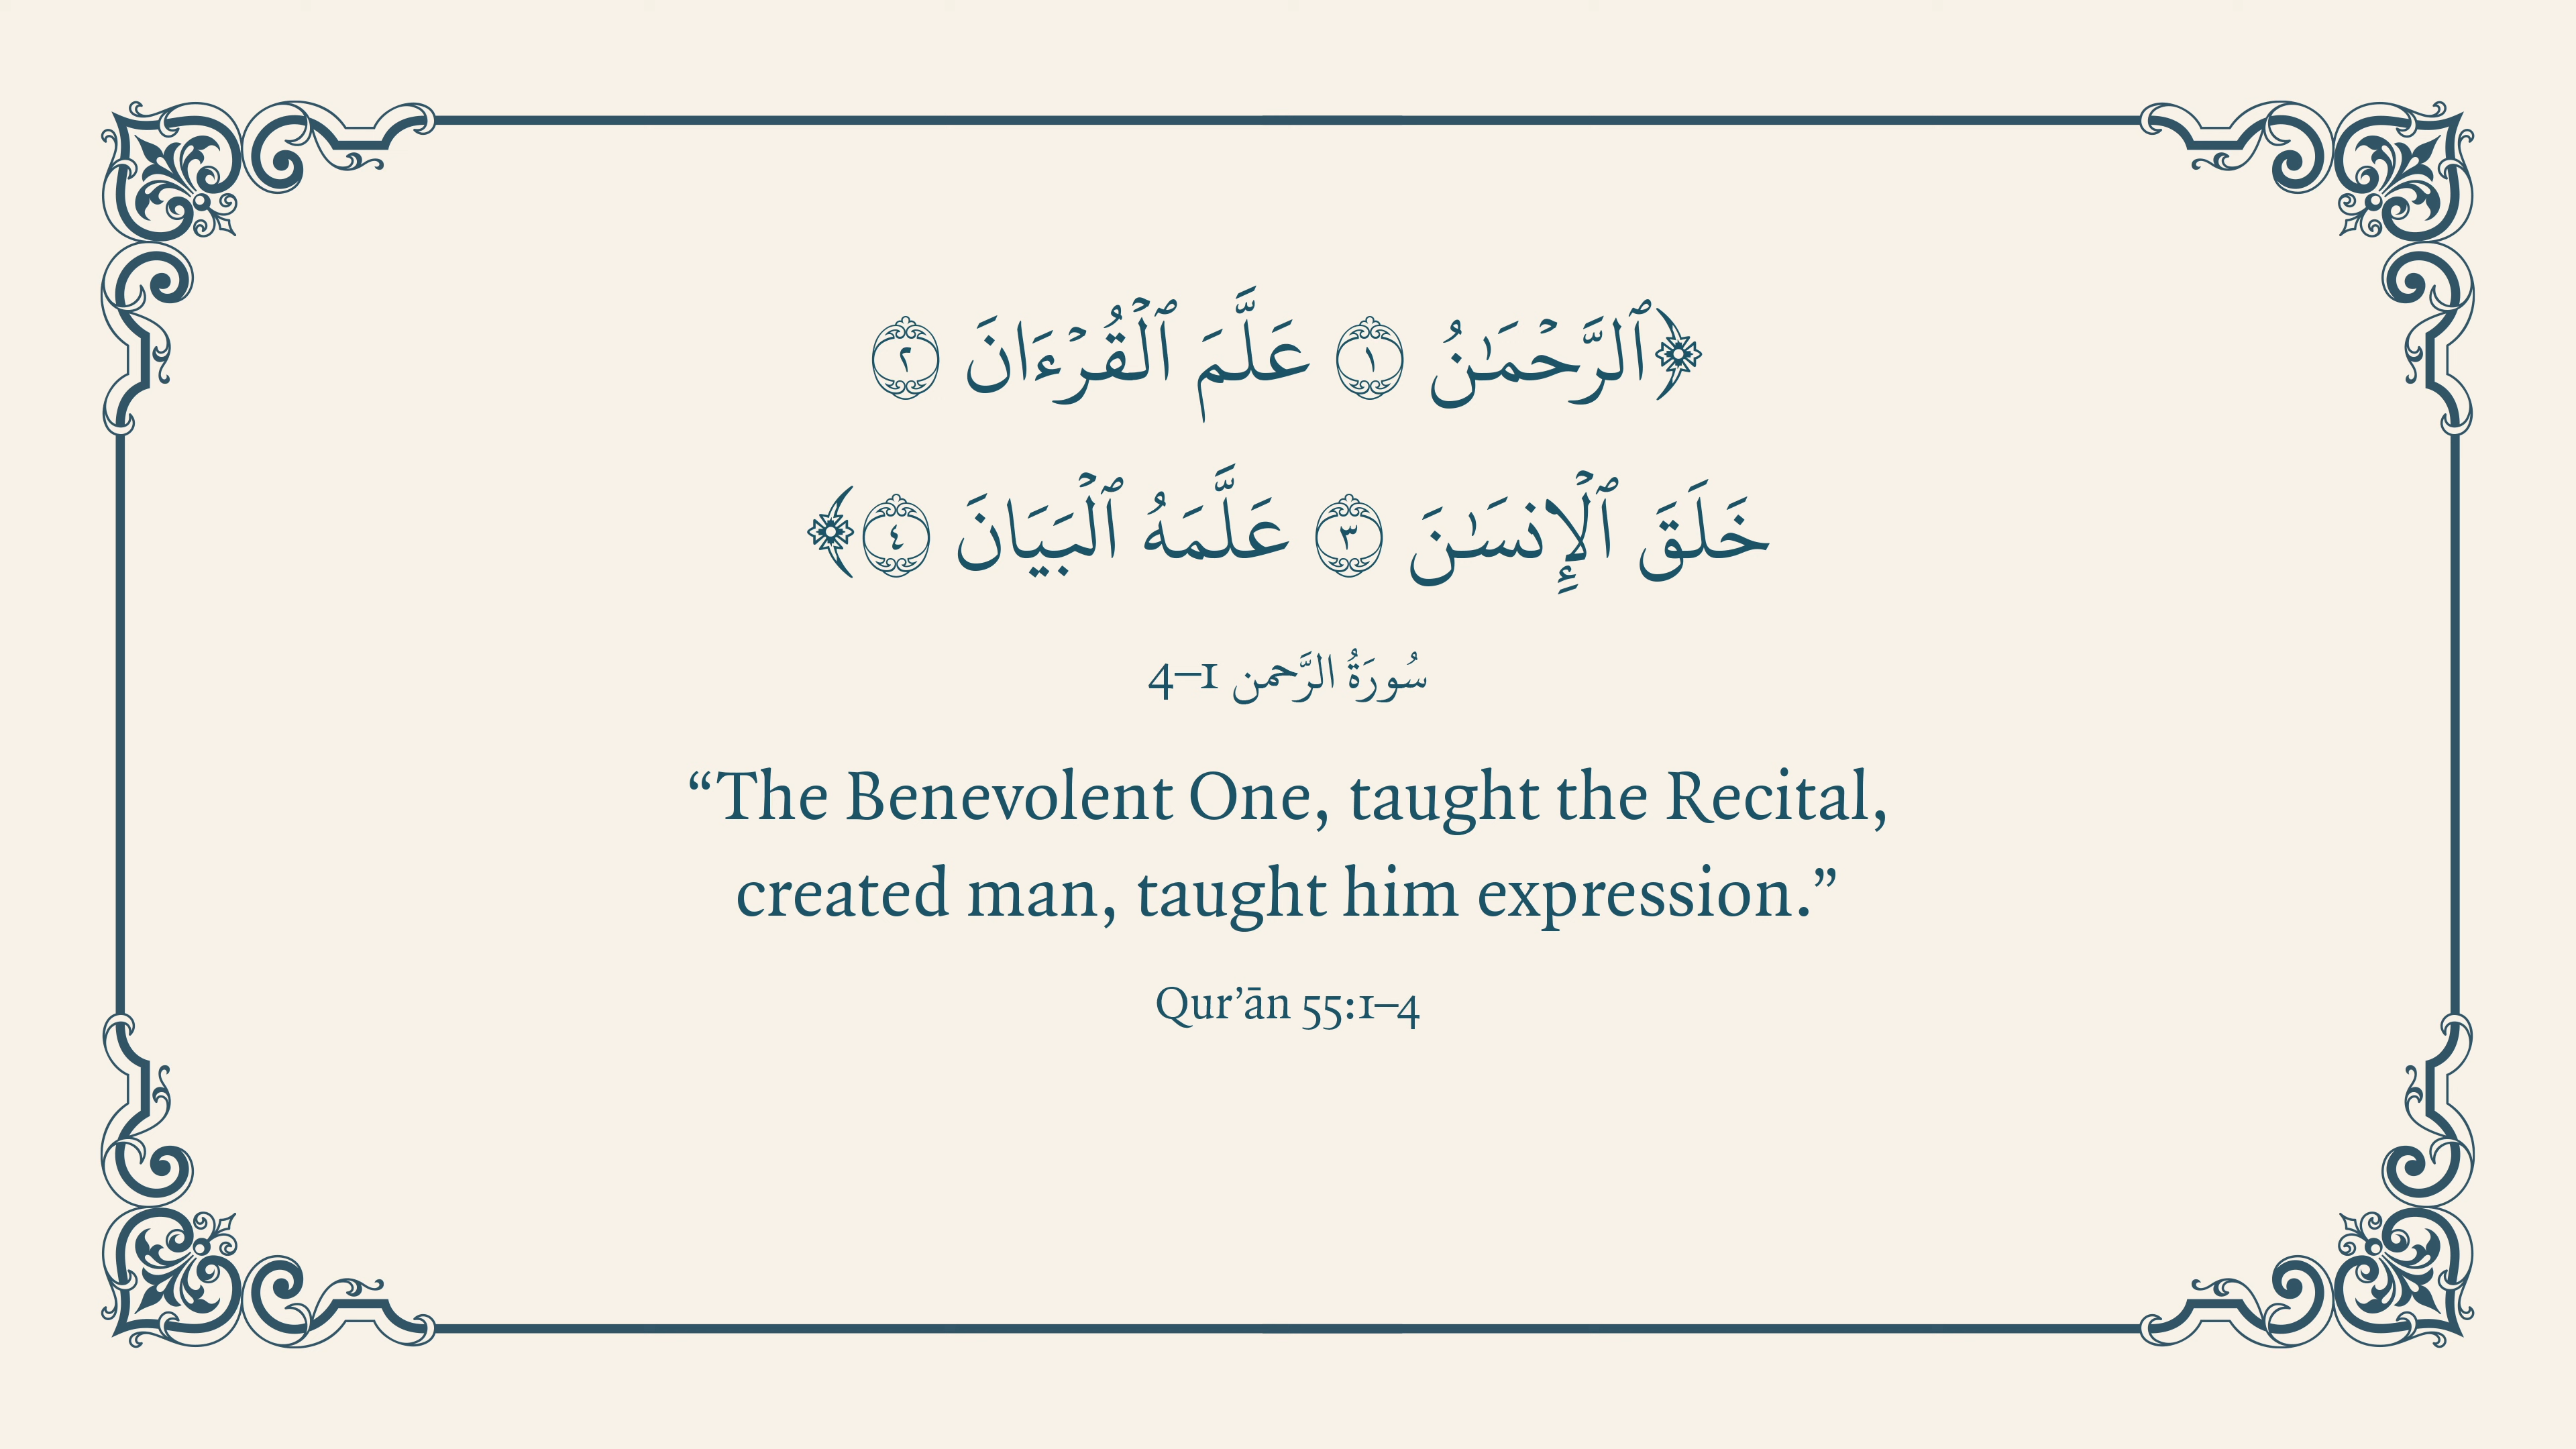 ﴿ٱلرَّحۡمَـٰنُ ١ عَلَّمَ ٱلۡقُرۡءَانَ ٢
خَلَقَ ٱلۡإِنسَـٰنَ ٣ عَلَّمَهُ ٱلۡبَيَانَ ٤﴾
سُورَةُ الرَّحمن 1–4
“The Benevolent One, taught the Recital,
created man, taught him expression.”
Qur’ān 55:1–4